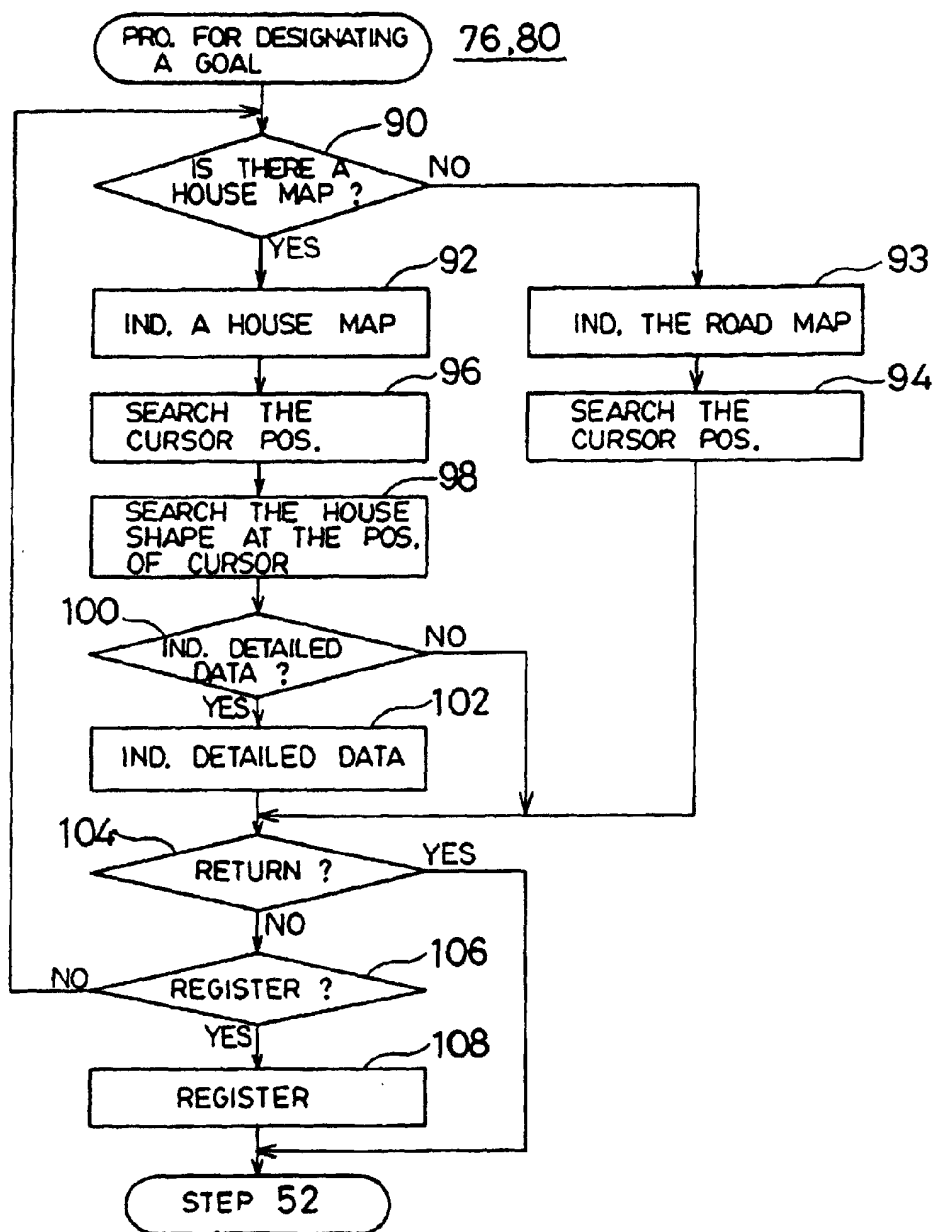 PRO. FOR DESIGNATING
A GOAL
76,80
90
IS THERE A
HOUSE MAP ?
NO
YES
92
IND. A HOUSE MAP
93
IND. THE ROAD MAP
96
SEARCH THE
CURSOR POS.
94
SEARCH THE
CURSOR POS.
98
SEARCH THE HOUSE
SHAPE AT THE POS.
OF CURSOR
100
IND. DETAILED
DATA ?
NO
YES
102
IND. DETAILED DATA
104
RETURN ?
YES
NO
106
REGISTER ?
NO
YES
108
REGISTER
STEP 52